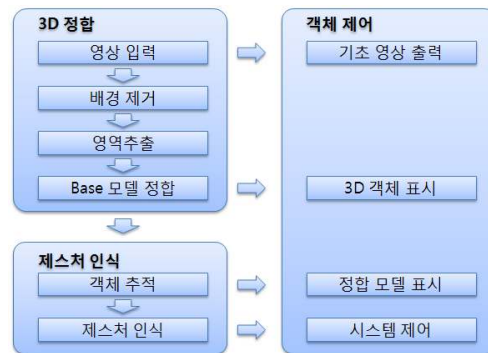 3D 정합
영상 입력
배경 제거
영역추출
Base 모델 정합
제스처 인식
객체 추적
제스처 인식
객체 제어
기초 영상 출력
3D 객체 표시
정합 모델 표시
시스템 제어